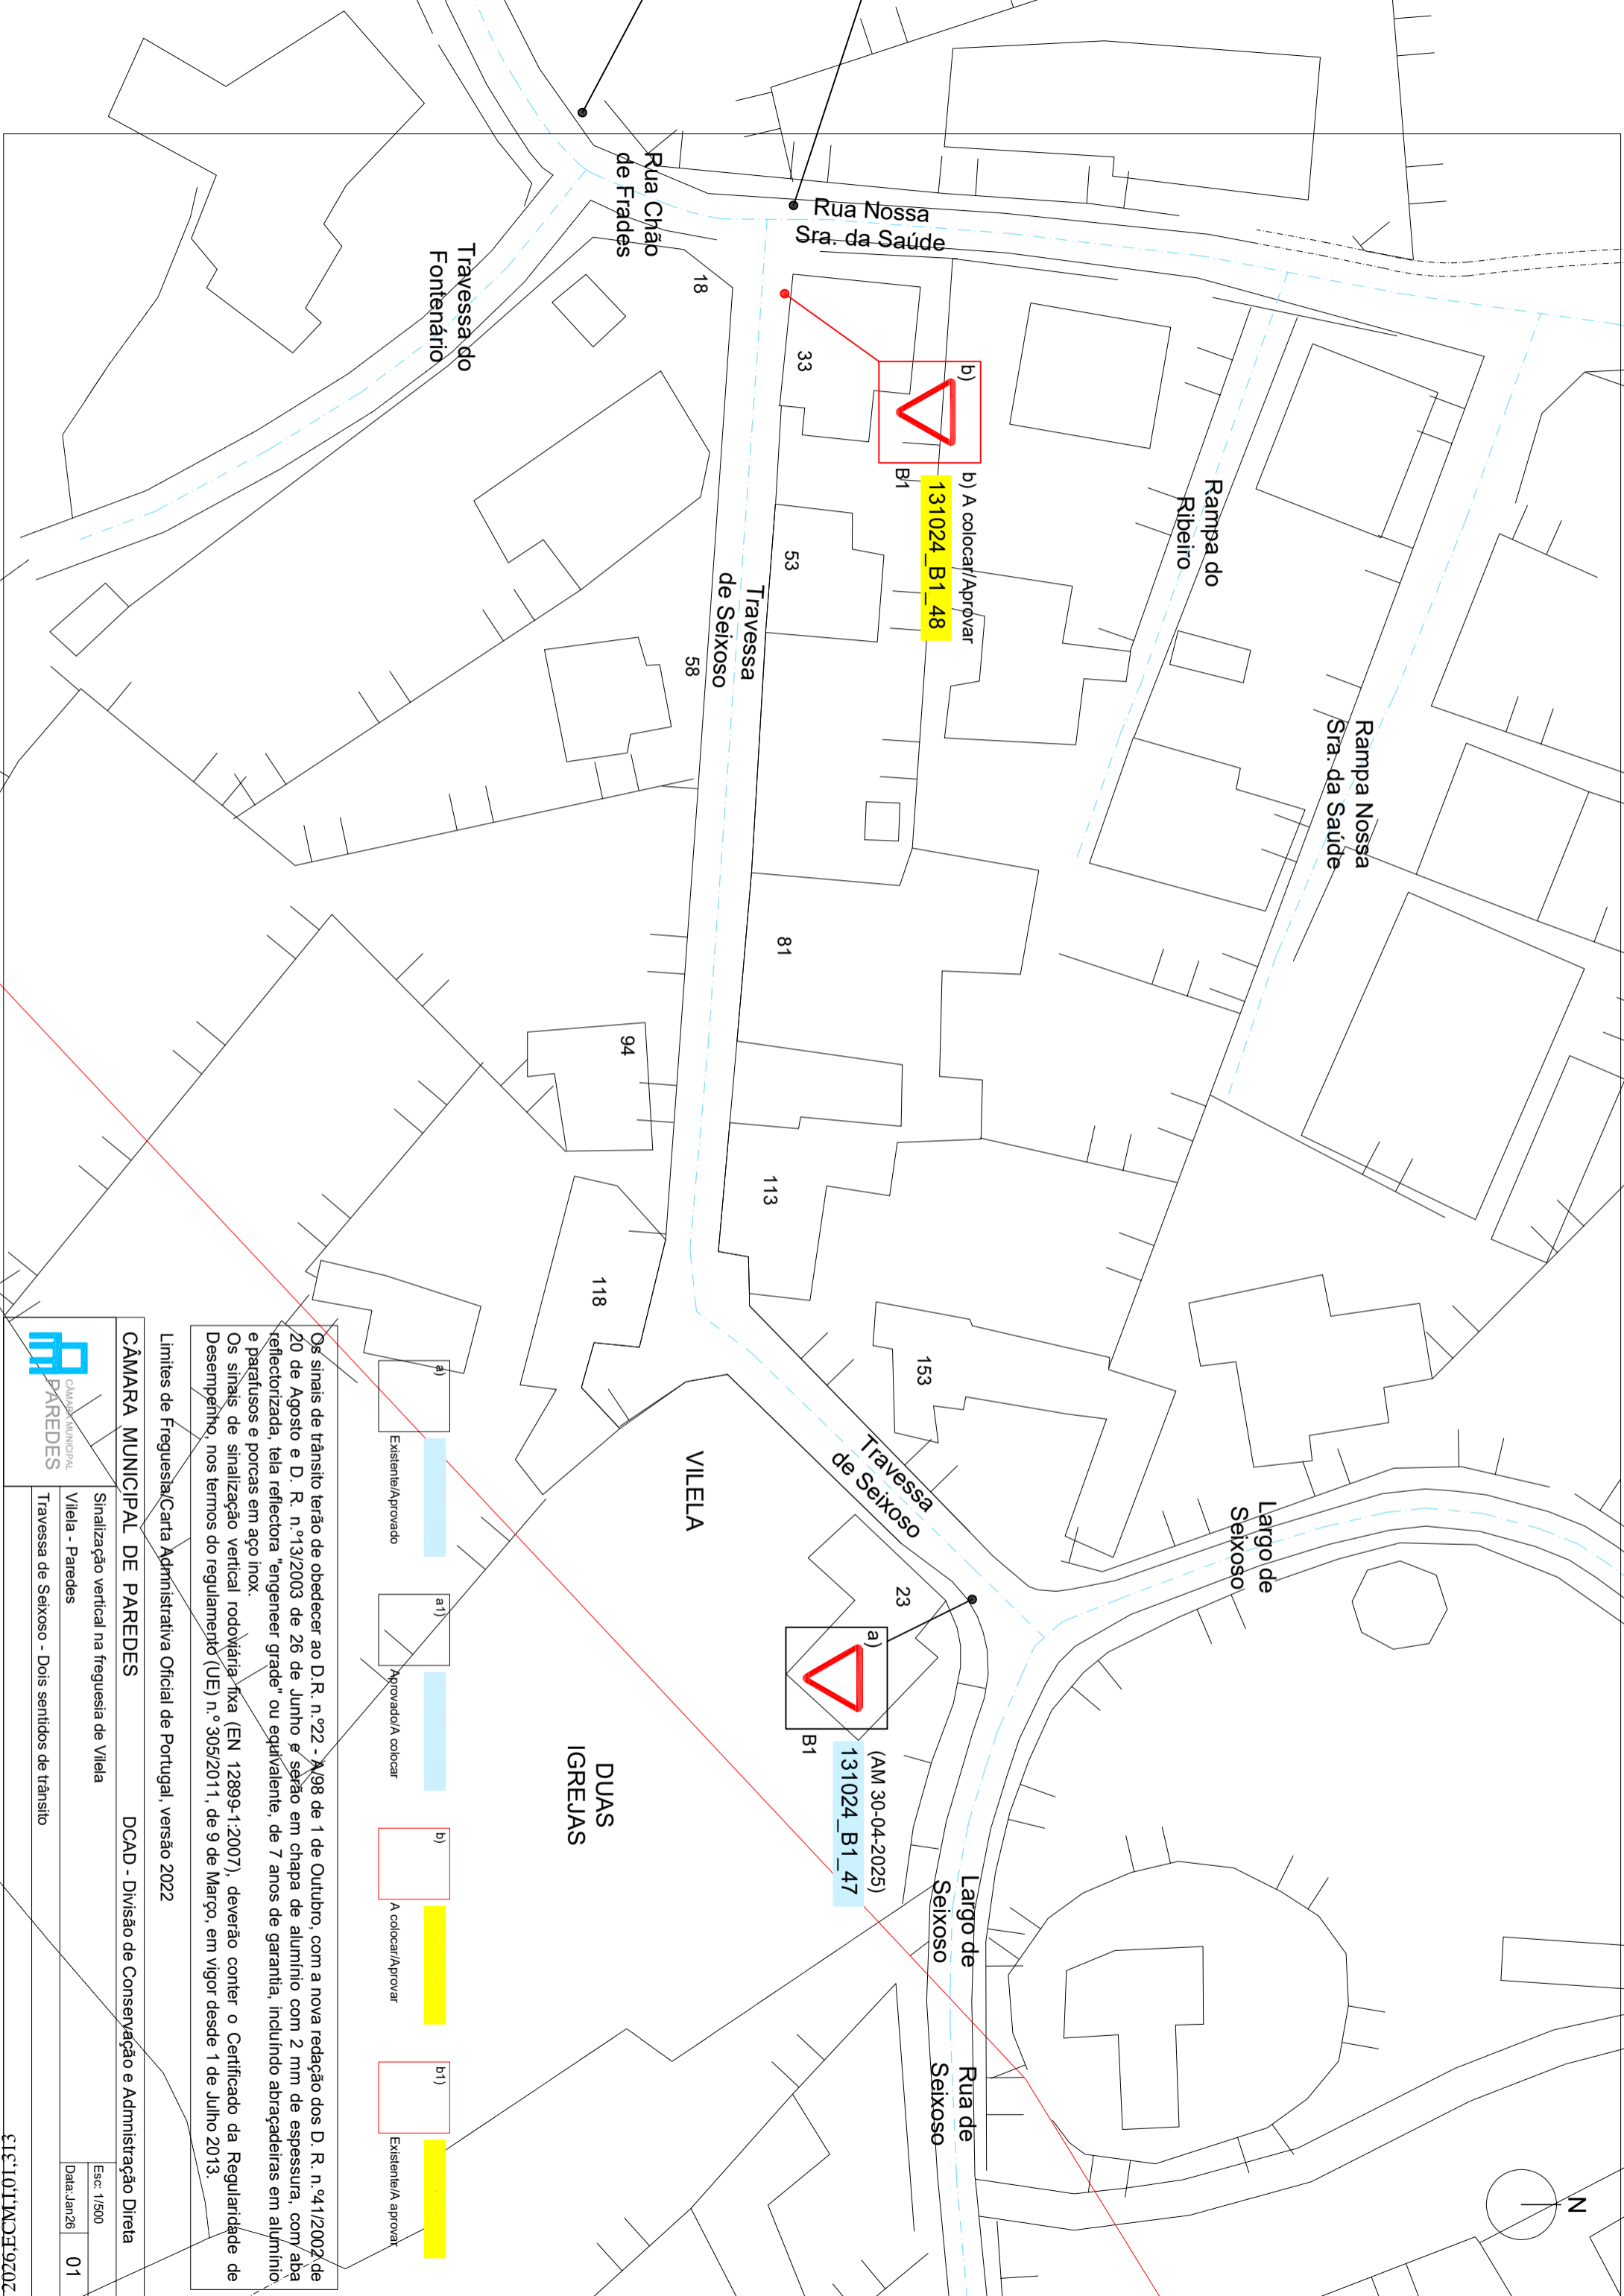 N
Rua Chão
de Frades
Rua Nossa
Sra. da Saúde
Travessa do
Fontenário
18
33
b)
B1
b) A colocar/Aprovar
131024_B1_48
Rampa do
Ribeiro
Rampa Nossa
Sra. da Saúde
53
Travessa
de Seixoso
58
81
94
113
118
153
Travessa
de Seixoso
Largo de
Seixoso
VILELA
23
a)
B1
(AM 30-04-2025)
131024_B1_47
Largo de
Seixoso
Rua de
Seixoso
DUAS
IGREJAS
a)
Existente/Aprovado
a1)
Aprovado/A colocar
b)
A colocar/Aprovar
b1)
Existente/A aprovar
Os sinais de trânsito terão de obedecer ao D.R. n.º22 - A/98 de 1 de Outubro, com a nova redação dos D. R. n.º41/2002 de
20 de Agosto e D. R. n.º13/2003 de 26 de Junho e serão em chapa de alumínio com 2 mm de espessura, com aba
reflectorizada, tela reflectora "engeneer grade" ou equivalente, de 7 anos de garantia, incluíndo abraçadeiras em alumínio
e parafusos e porcas em aço inox.
Os sinais de sinalização vertical rodoviária fixa (EN 12899-1:2007), deverão conter o Certificado da Regularidade de
Desempenho, nos termos do regulamento (UE) n.º 305/2011, de 9 de Março, em vigor desde 1 de Julho 2013.
Limites de Freguesia/Carta Admnistrativa Oficial de Portugal, versão 2022
CÂMARA MUNICIPAL DE PAREDES
DCAD - Divisão de Conservação e Admnistração Direta
CÂMARA MUNICIPAL
PAREDES
Sinalização vertical na freguesia de Vilela
Vilela - Paredes
Travessa de Seixoso - Dois sentidos de trânsito
Esc: 1/500
Data:Jan26
01